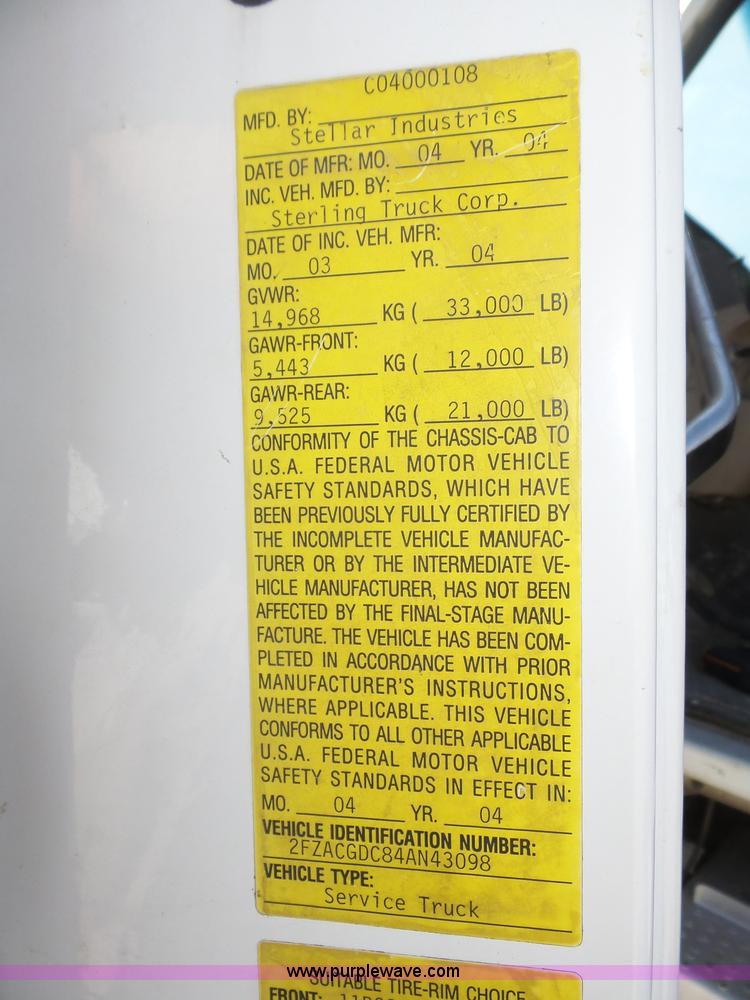 C04000108
MFD. BY:
Stellar Industries
DATE OF MFR: MO. 04 YR. 04
INC. VEH. MFD. BY:
Sterling Truck Corp.
DATE OF INC. VEH. MFR:
MO. 03 YR. 04
GVWR:
14,968 KG ( 33,000 LB)
GAWR-FRONT:
5,443 KG ( 12,000 LB)
GAWR-REAR:
9,525 KG ( 21,000 LB)
CONFORMITY OF THE CHASSIS-CAB TO
U.S.A. FEDERAL MOTOR VEHICLE
SAFETY STANDARDS, WHICH HAVE
BEEN PREVIOUSLY FULLY CERTIFIED BY
THE INCOMPLETE VEHICLE MANUFAC-
TURER OR BY THE INTERMEDIATE VE-
HICLE MANUFACTURER, HAS NOT BEEN
AFFECTED BY THE FINAL-STAGE MANU-
FACTURE. THE VEHICLE HAS BEEN COM-
PLETED IN ACCORDANCE WITH PRIOR
MANUFACTURER'S INSTRUCTIONS,
WHERE APPLICABLE. THIS VEHICLE
CONFORMS TO ALL OTHER APPLICABLE
U.S.A. FEDERAL MOTOR VEHICLE
SAFETY STANDARDS IN EFFECT IN:
MO. 04 YR. 04
VEHICLE IDENTIFICATION NUMBER:
2FZACGDC84AN43098
VEHICLE TYPE:
Service Truck
www.purplewave.com
SUITABLE TIRE-RIM CHOICE
FRONT: